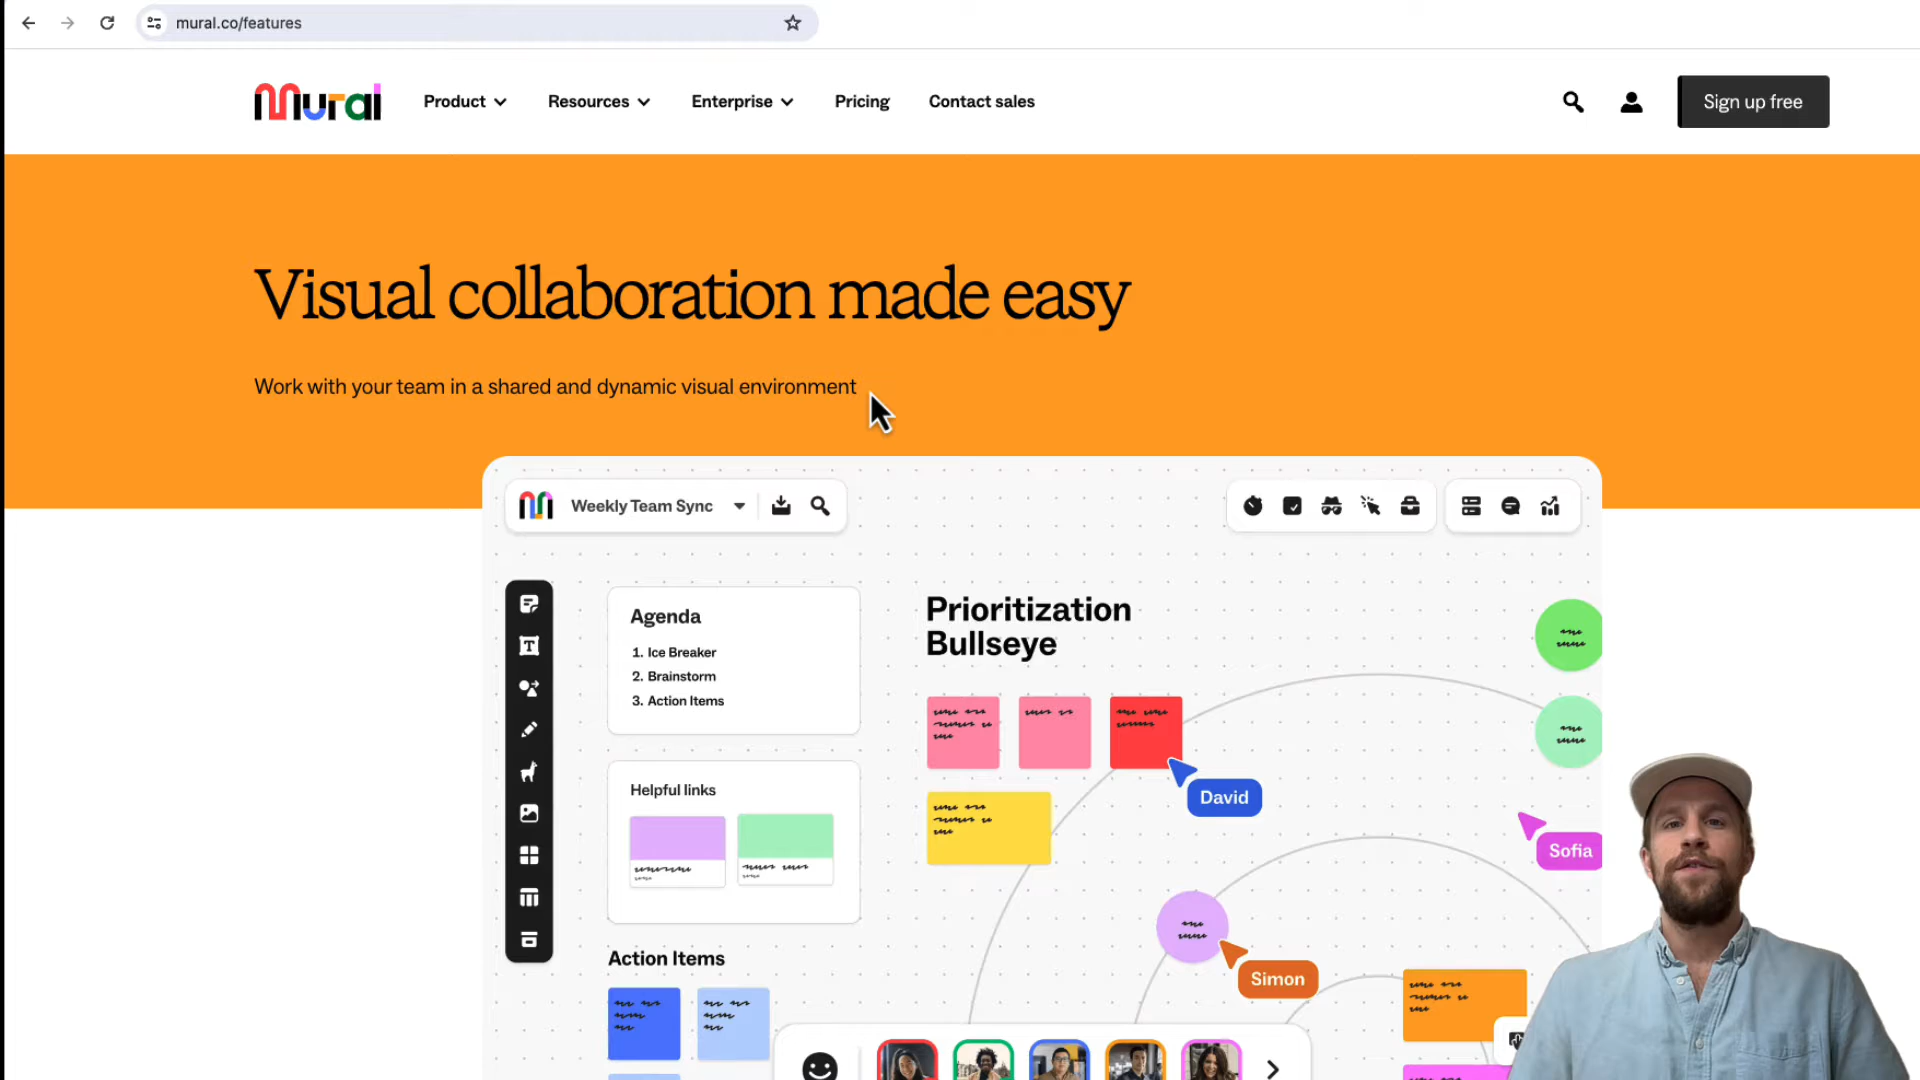 mural.co/features
Mural
Product
Resources
Enterprise
Pricing
Contact sales
Sign up free
Visual collaboration made easy
Work with your team in a shared and dynamic visual environment
Weekly Team Sync
Agenda
1. Ice Breaker
2. Brainstorm
3. Action Items
Helpful links
Action Items
Prioritization
Bullseye
David
Sofia
Simon